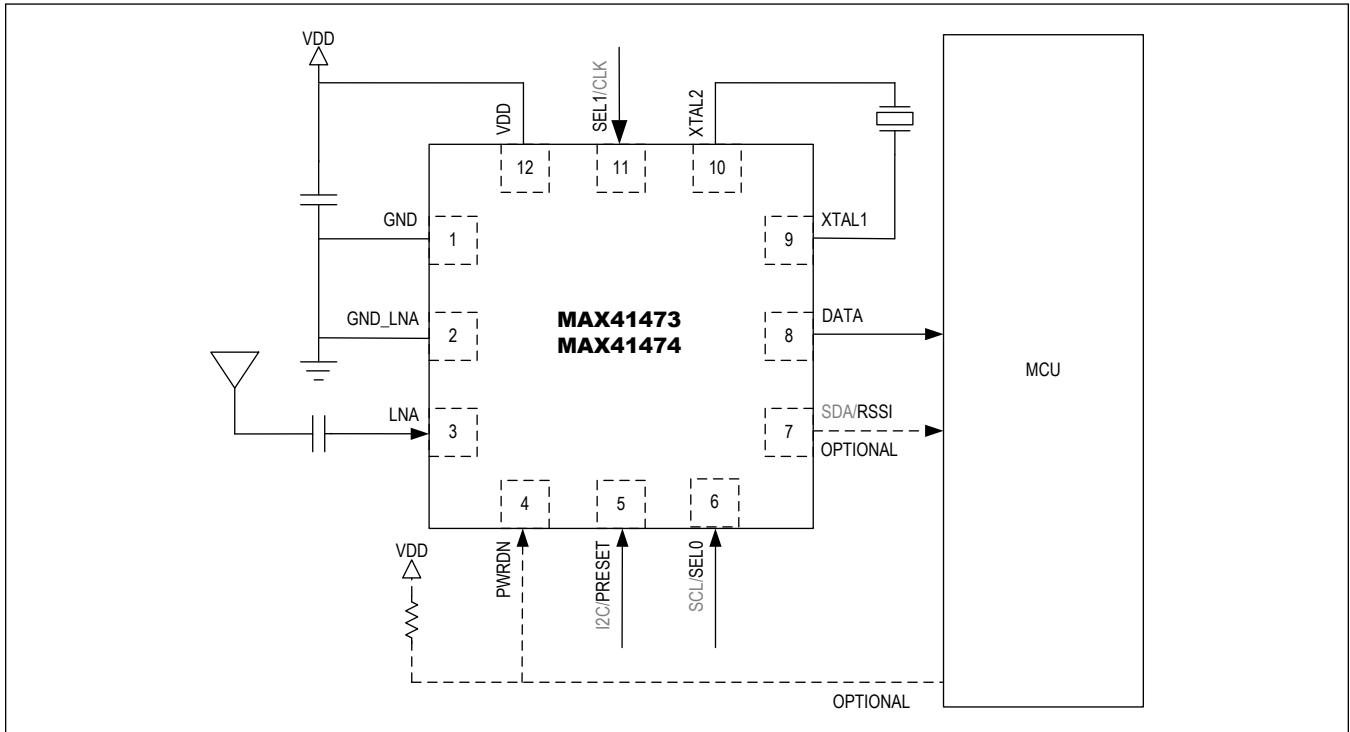 VDD
VDD
SEL1/CLK
XTAL2
12
11
10
GND
1
9
XTAL1
GND_LNA
2
MAX41473
MAX41474
8
DATA
MCU
LNA
3
7
SDA/RSSI
OPTIONAL
4
5
6
VDD
PWRDN
I2C/PRESET
SCL/SEL0
OPTIONAL